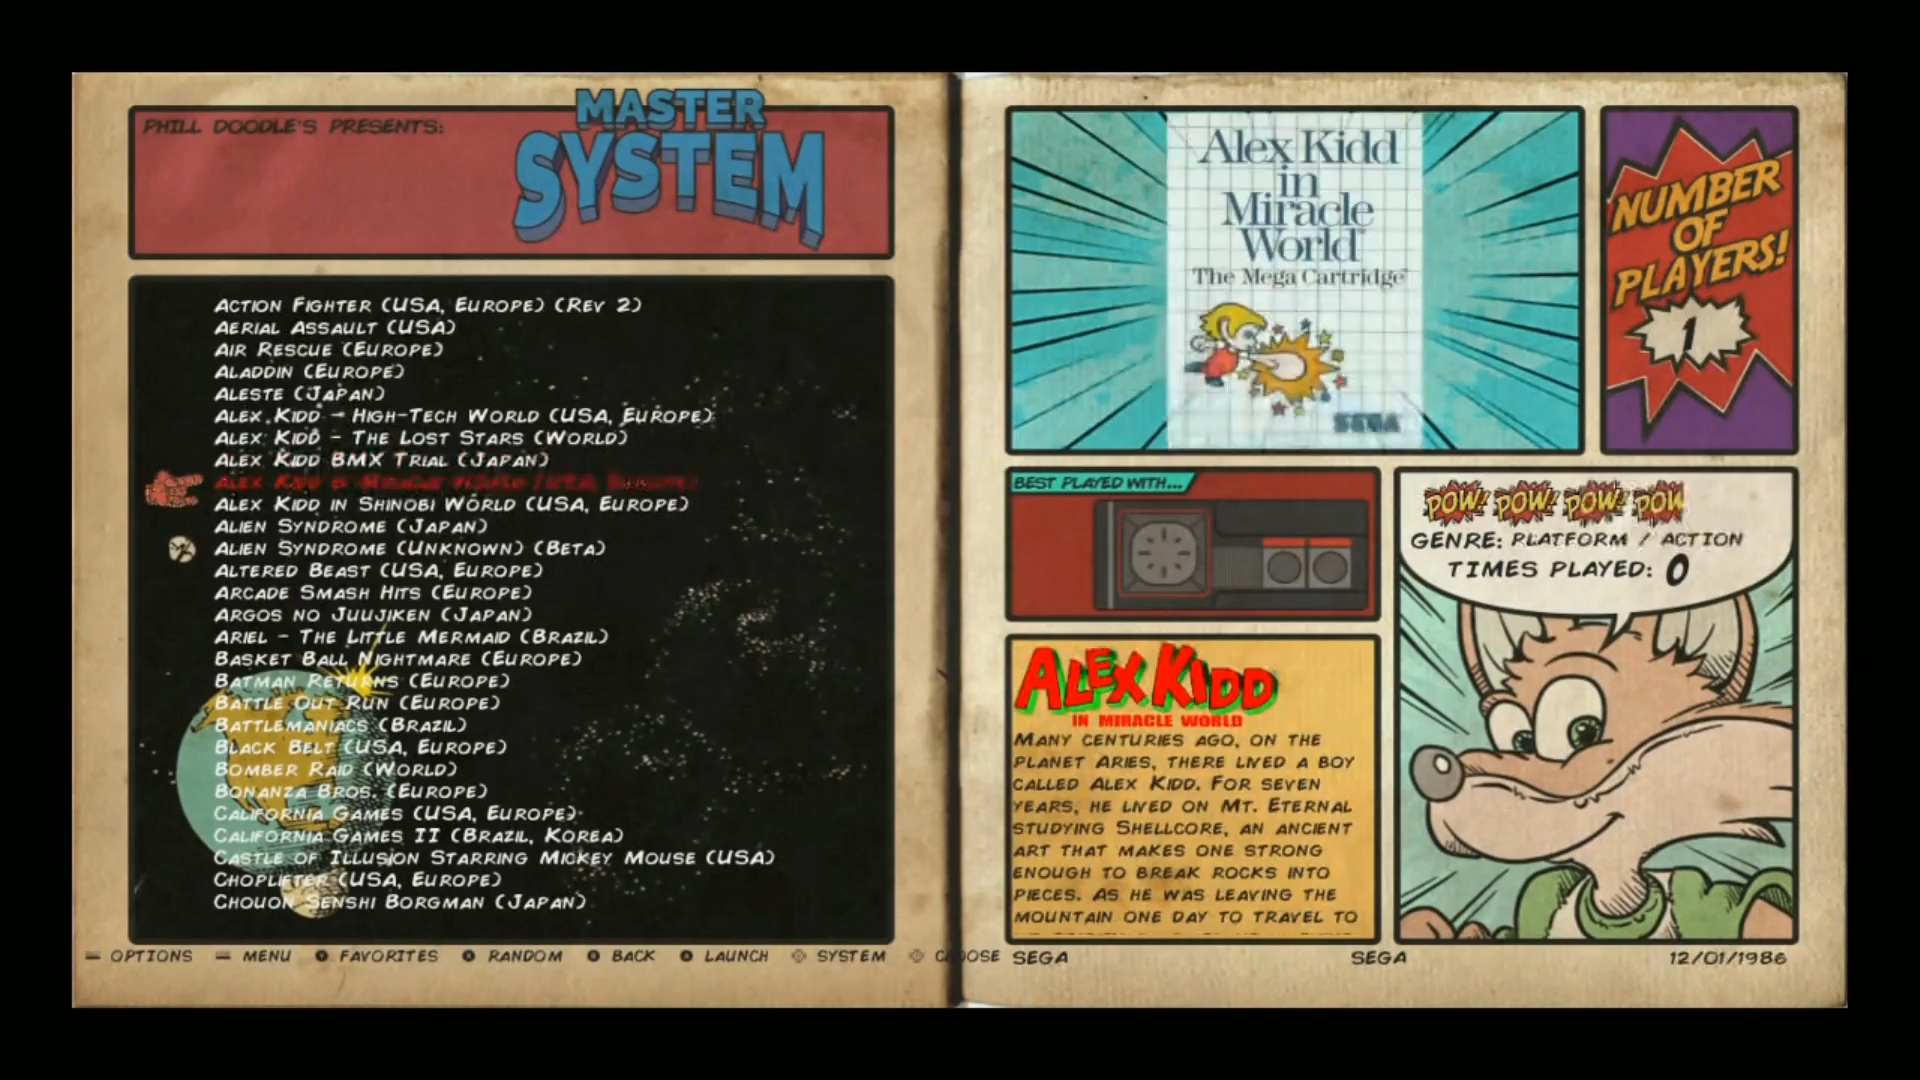 PHILL DOODLE'S PRESENTS:
MASTER
SYSTEM
ACTION FIGHTER (USA, EUROPE) (REV 2)
AERIAL ASSAULT (USA)
AIR RESCUE (EUROPE)
ALADDIN (EUROPE)
ALESTE (JAPAN)
ALEX KIDD - HIGH-TECH WORLD (USA, EUROPE)
ALEX KIDD - THE LOST STARS (WORLD)
ALEX KIDD BMX TRIAL (JAPAN)
ALEX KIDD IN MIRACLE WORLD (USA, EUROPE)
ALEX KIDD IN SHINOBI WORLD (USA, EUROPE)
ALIEN SYNDROME (JAPAN)
ALIEN SYNDROME (UNKNOWN) (BETA)
ALTERED BEAST (USA, EUROPE)
ARCADE SMASH HITS (EUROPE)
ARGOS NO JUUJIKEN (JAPAN)
ARIEL - THE LITTLE MERMAID (BRAZIL)
BASKET BALL NIGHTMARE (EUROPE)
BATMAN RETURNS (EUROPE)
BATTLE OUT RUN (EUROPE)
BATTLEMANIACS (BRAZIL)
BLACK BELT (USA, EUROPE)
BOMBER RAID (WORLD)
BONANZA BROS. (EUROPE)
CALIFORNIA GAMES (USA, EUROPE)
CALIFORNIA GAMES II (BRAZIL, KOREA)
CASTLE OF ILLUSION STARRING MICKEY MOUSE (USA)
CHOPLIFTER (USA, EUROPE)
CHOUON SENSHI BORGMAN (JAPAN)
OPTIONS MENU FAVORITES RANDOM BACK LAUNCH SYSTEM CHOOSE
Alex Kidd
in
Miracle
World
The Mega Cartridge
SEGA
NUMBER
OF
PLAYERS!
1
BEST PLAYED WITH...
POW! POW! POW! POW
GENRE: PLATFORM / ACTION
TIMES PLAYED: 0
ALEX KIDD
IN MIRACLE WORLD
MANY CENTURIES AGO, ON THE
PLANET ARIES, THERE LIVED A BOY
CALLED ALEX KIDD. FOR SEVEN
YEARS, HE LIVED ON MT. ETERNAL
STUDYING SHELLCORE, AN ANCIENT
ART THAT MAKES ONE STRONG
ENOUGH TO BREAK ROCKS INTO
PIECES. AS HE WAS LEAVING THE
MOUNTAIN ONE DAY TO TRAVEL TO
SEGA SEGA 12/01/1986